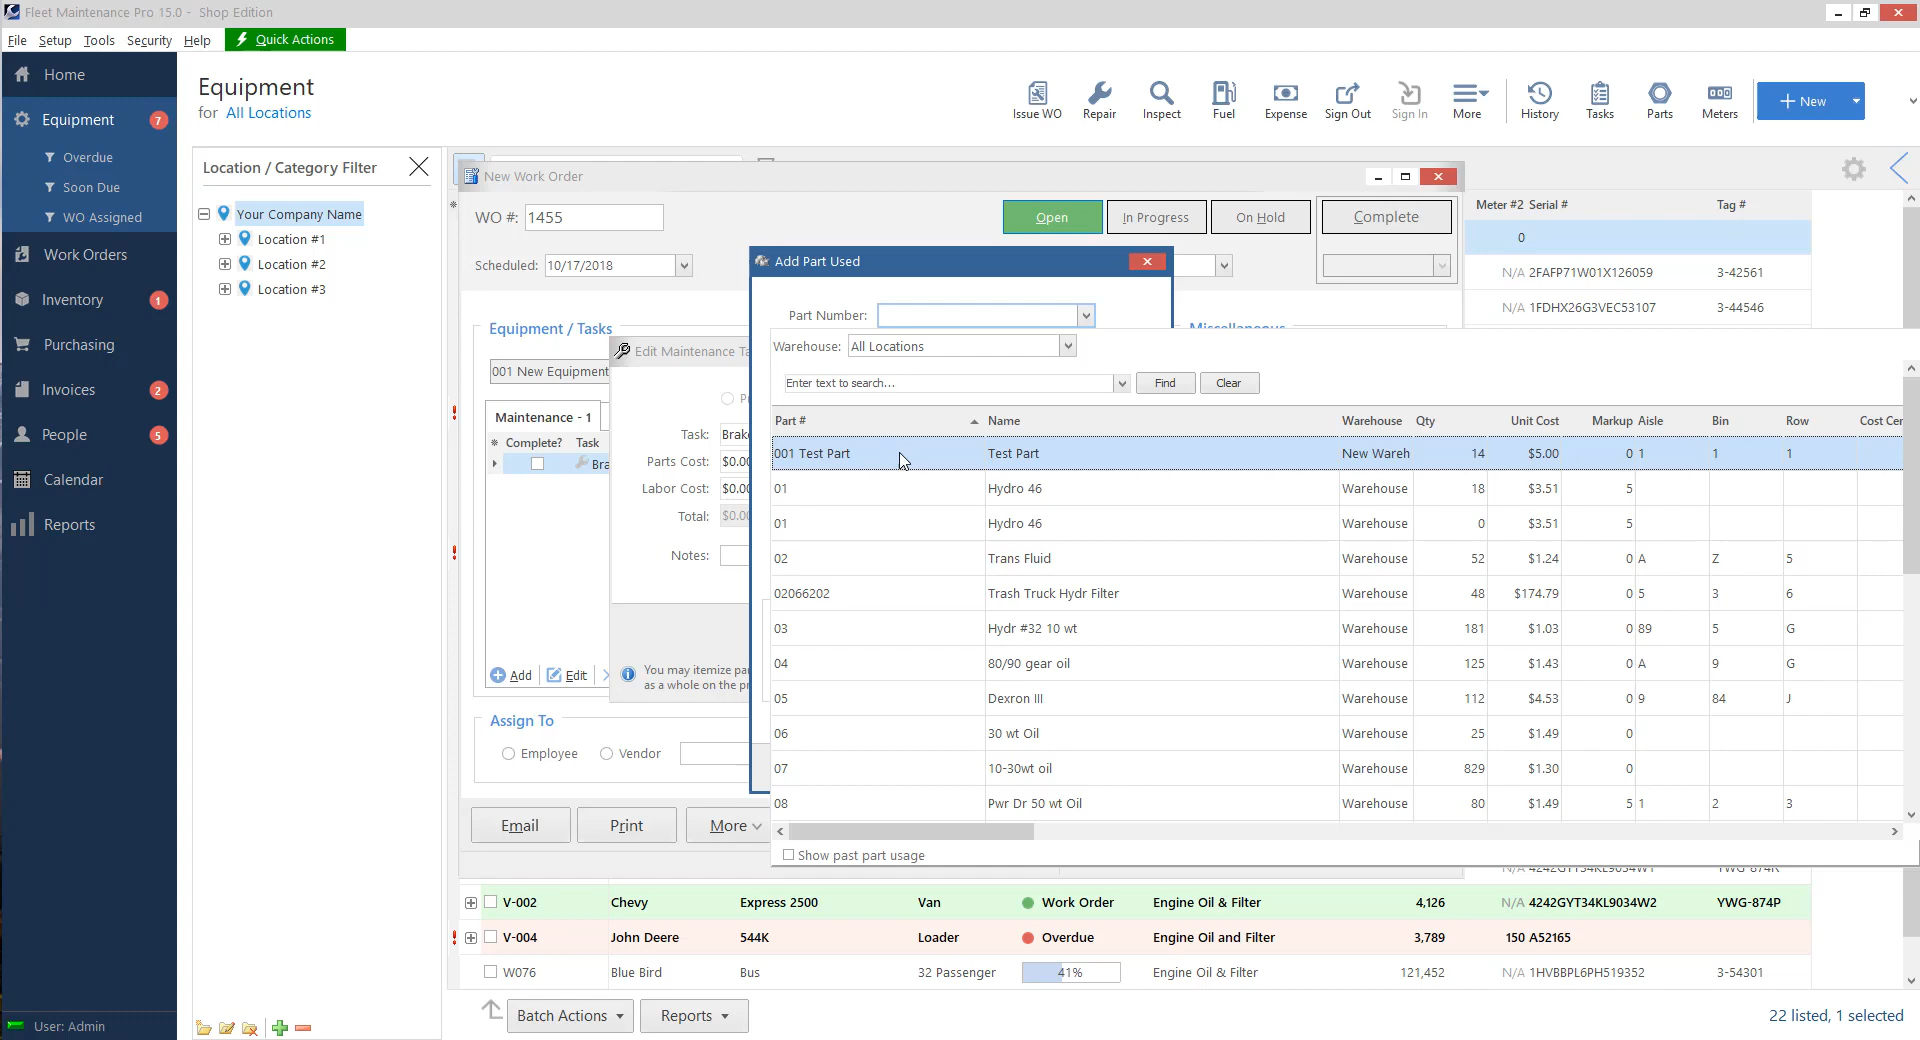 Fleet Maintenance Pro 15.0 - Shop Edition
File Setup Tools Security Help Quick Actions
Home
Equipment 7
Overdue
Soon Due
WO Assigned
Work Orders
Inventory 1
Purchasing
Invoices 2
People 5
Calendar
Reports
User: Admin
Equipment
for All Locations
Issue WO Repair Inspect Fuel Expense Sign Out Sign In More History Tasks Parts Meters + New
Location / Category Filter
Your Company Name
Location #1
Location #2
Location #3
New Work Order
WO #: 1455 Open In Progress On Hold Complete
Scheduled: 10/17/2018
Meter #2 Serial # Tag #
0
N/A 2FAFP71W01X126059 3-42561
N/A 1FDHX26G3VEC53107 3-44546
Equipment / Tasks
Miscellaneous
001 New Equipment
Maintenance - 1
Complete? Task
Bra
Add Edit
Assign To
Employee Vendor
Email Print More
Edit Maintenance Ta
Task: Brak
Parts Cost: $0.00
Labor Cost: $0.00
Total: $0.00
Notes:
You may itemize pa
as a whole on the pr
Add Part Used
Part Number:
Warehouse: All Locations
Enter text to search... Find Clear
Part # Name Warehouse Qty Unit Cost Markup Aisle Bin Row Cost Cer
001 Test Part Test Part New Wareh 14 $5.00 0 1 1 1
01 Hydro 46 Warehouse 18 $3.51 5
01 Hydro 46 Warehouse 0 $3.51 5
02 Trans Fluid Warehouse 52 $1.24 0 A Z 5
02066202 Trash Truck Hydr Filter Warehouse 48 $174.79 0 5 3 6
03 Hydr #32 10 wt Warehouse 181 $1.03 0 89 5 G
04 80/90 gear oil Warehouse 125 $1.43 0 A 9 G
05 Dexron III Warehouse 112 $4.53 0 9 84 J
06 30 wt Oil Warehouse 25 $1.49 0
07 10-30wt oil Warehouse 829 $1.30 0
08 Pwr Dr 50 wt Oil Warehouse 80 $1.49 5 1 2 3
Show past part usage
V-002 Chevy Express 2500 Van Work Order Engine Oil & Filter 4,126 N/A 4242GYT34KL9034W2 YWG-874P
V-004 John Deere 544K Loader Overdue Engine Oil and Filter 3,789 150 A52165
W076 Blue Bird Bus 32 Passenger 41% Engine Oil & Filter 121,452 N/A 1HVBBPL6PH519352 3-54301
Batch Actions Reports 22 listed, 1 selected